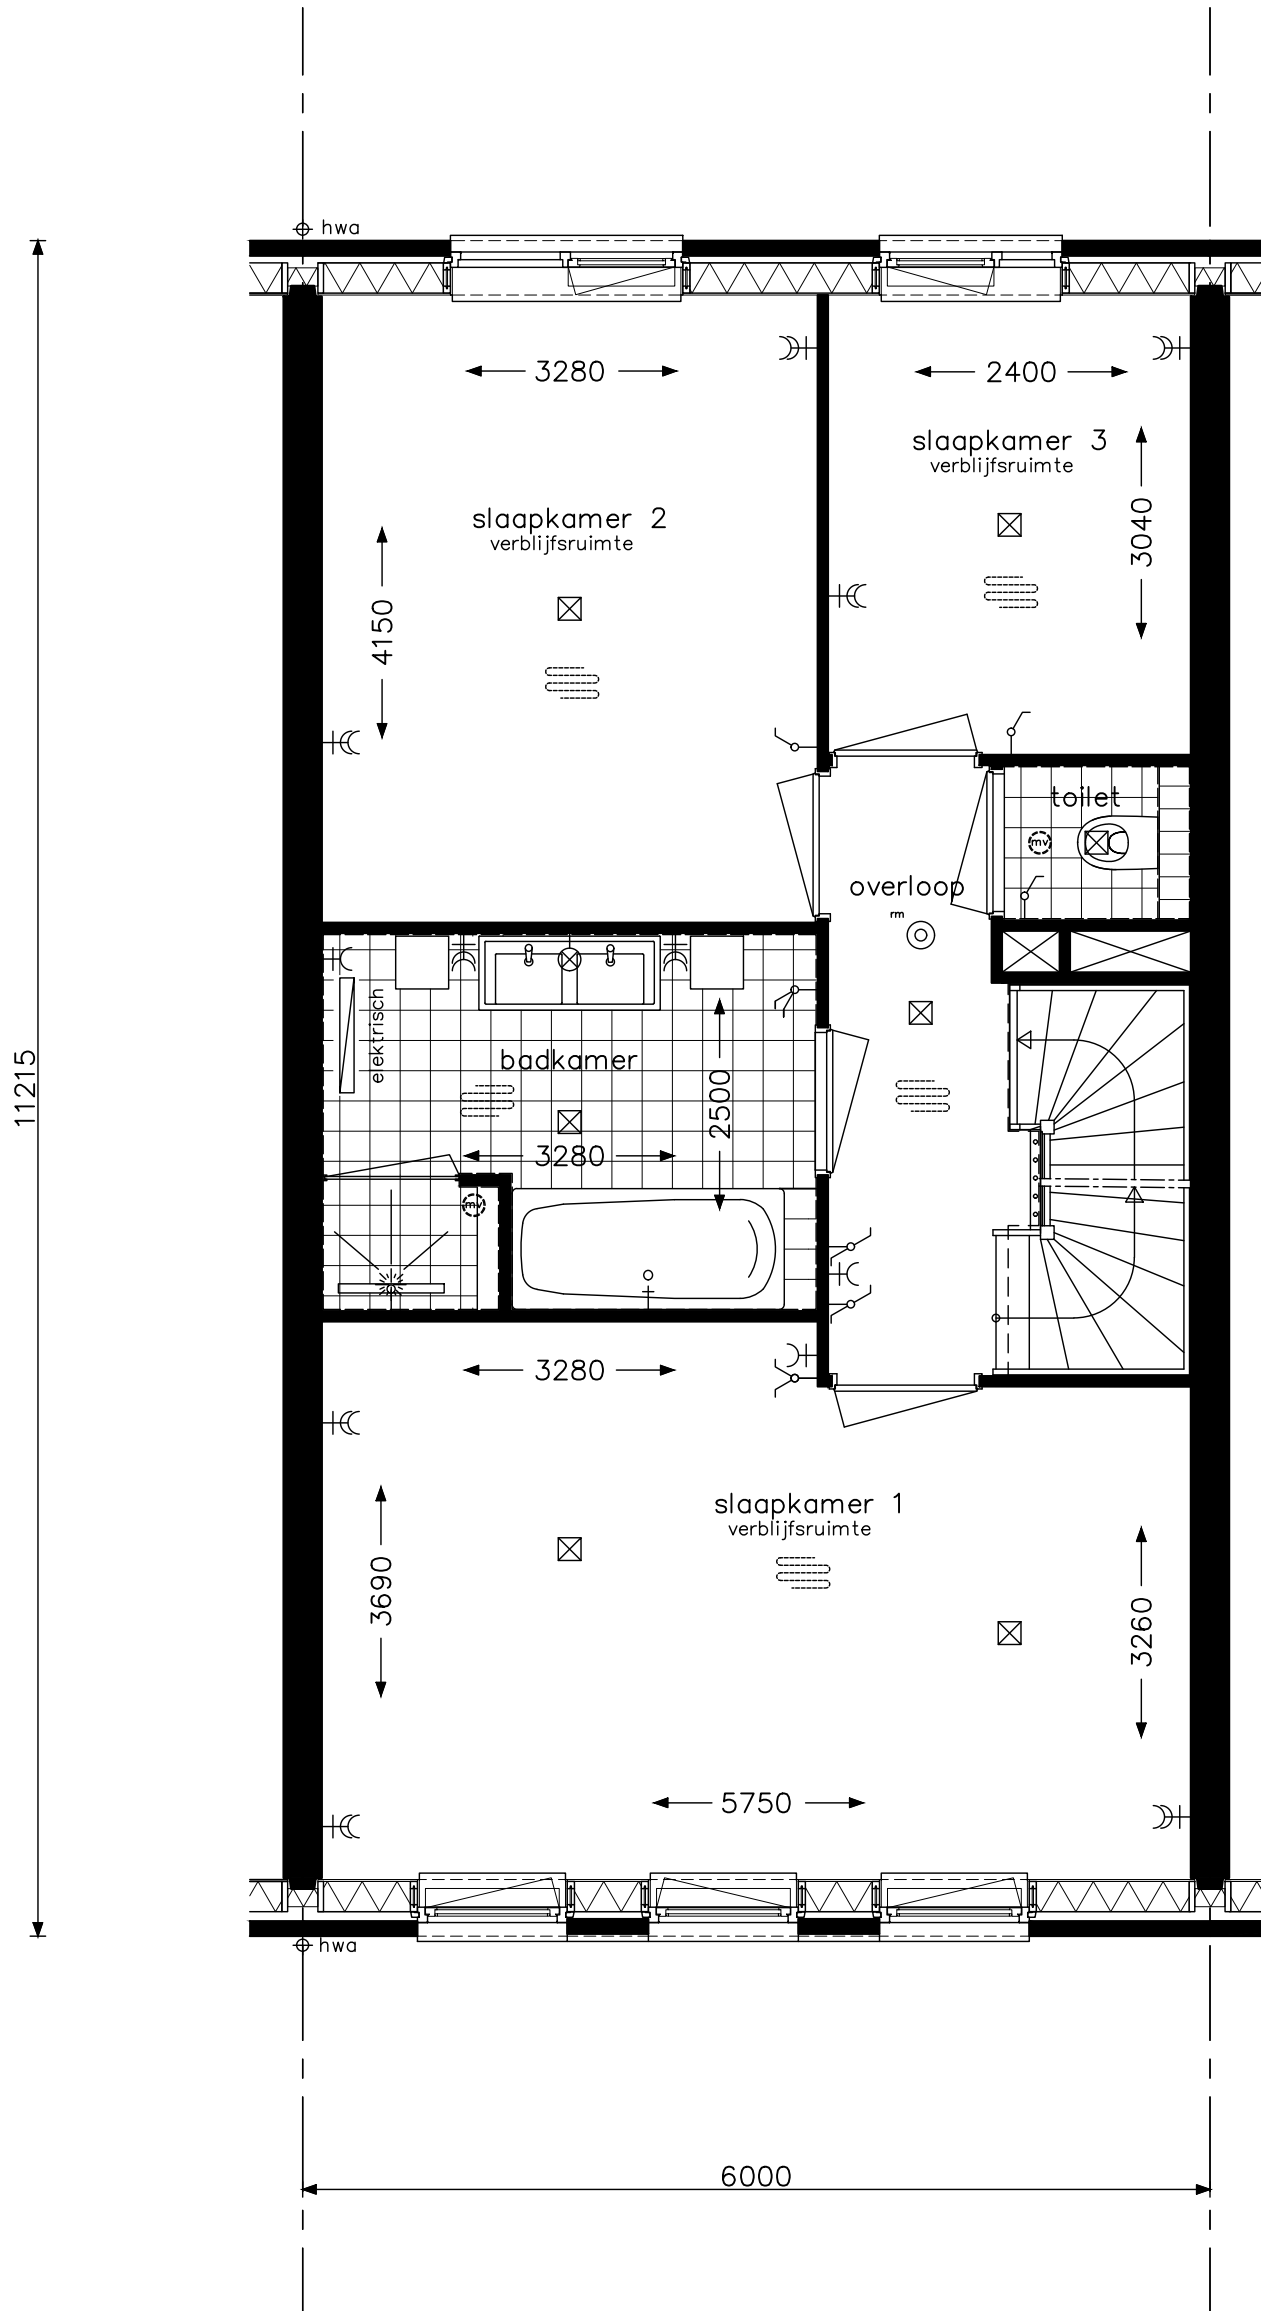 hwa
3280
2400
slaapkamer 3
verblijfsruimte
3040
slaapkamer 2
verblijfsruimte
4150
toilet
mv
overloop
rm
elektrisch
badkamer
2500
11215
3280
mv
3280
slaapkamer 1
verblijfsruimte
3690
3260
5750
hwa
6000